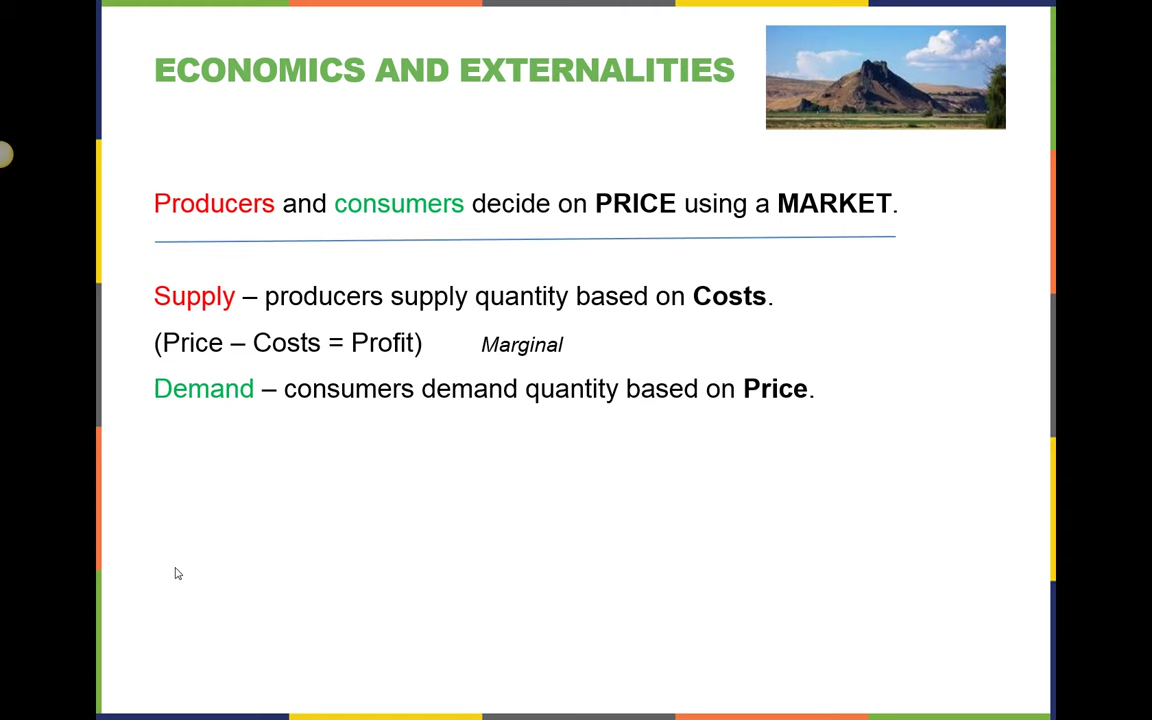 ECONOMICS AND EXTERNALITIES
Producers and consumers decide on PRICE using a MARKET.
Supply – producers supply quantity based on Costs.
(Price – Costs = Profit) Marginal
Demand – consumers demand quantity based on Price.